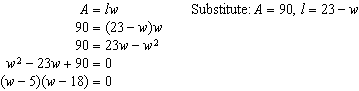 A = lw Substitute: A = 90, l = 23 − w
90 = (23 − w)w
90 = 23w − w²
w² − 23w + 90 = 0
(w − 5)(w − 18) = 0